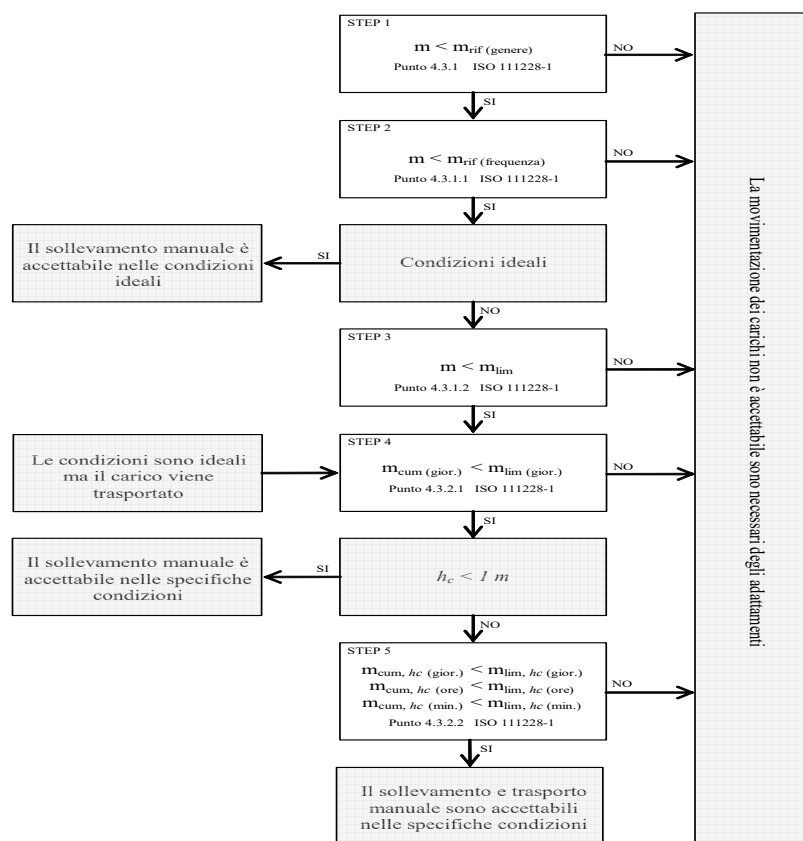 STEP 1
m < mrif (genere)
Punto 4.3.1 ISO 111228-1
NO
SI
STEP 2
m < mrif (frequenza)
Punto 4.3.1.1 ISO 111228-1
NO
SI
Il sollevamento manuale è
accettabile nelle condizioni
ideali
SI
Condizioni ideali
NO
STEP 3
m < mlim
Punto 4.3.1.2 ISO 111228-1
NO
SI
Le condizioni sono ideali
ma il carico viene
trasportato
STEP 4
mcum (gior.) < mlim (gior.)
Punto 4.3.2.1 ISO 111228-1
NO
SI
Il sollevamento manuale è
accettabile nelle specifiche
condizioni
SI
hc < 1 m
NO
STEP 5
mcum, hc (gior.) < mlim, hc (gior.)
mcum, hc (ore) < mlim, hc (ore)
mcum, hc (min.) < mlim, hc (min.)
Punto 4.3.2.2 ISO 111228-1
NO
SI
Il sollevamento e trasporto
manuale sono accettabili
nelle specifiche condizioni
La movimentazione dei carichi non è accettabile sono necessari degli adattamenti